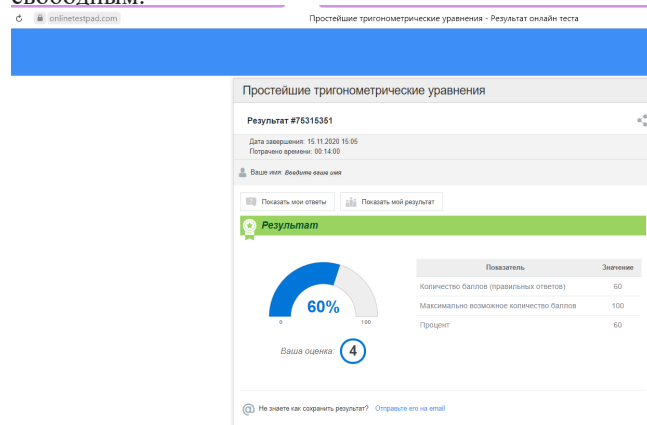 свободным.
onlinetestpad.com Простейшие тригонометрические уравнения - Результат онлайн теста
Простейшие тригонометрические уравнения
Результат #75315351
Дата завершения: 15.11.2020 15:05
Потрачено времени: 00:14:00
Ваше имя: Введите ваше имя
Показать мои ответы Показать мой результат
Результат
Показатель Значение
Количество баллов (правильных ответов) 60
Максимально возможное количество баллов 100
Процент 60
60%
0 100
Ваша оценка: 4
Не знаете как сохранить результат? Отправьте его на email